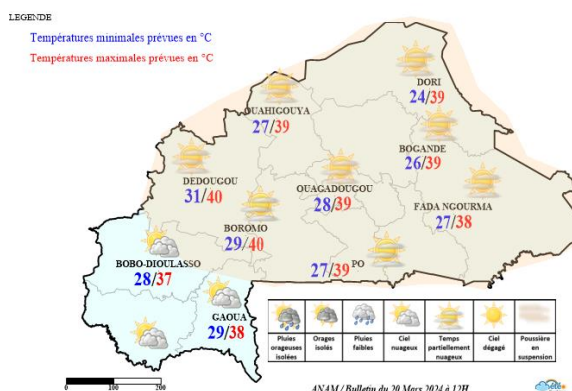 LEGENDE
Températures minimales prévues en °C
Températures maximales prévues en °C
DORI
24/39
OUAHIGOUYA
27/39
BOGANDE
26/39
DEDOUGOU
31/40
OUAGADOUGOU
28/39
FADA NGOURMA
27/38
BOROMO
29/40
PO
27/39
BOBO-DIOULASSO
28/37
GAOUA
29/38
Pluies orageuses isolées
Orages isolés
Pluies faibles
Ciel nuageux
Temps partiellement nuageux
Ciel dégagé
Poussière en suspension
0 100 200
ANAM / Bulletin du 20 Mars 2024 à 12H